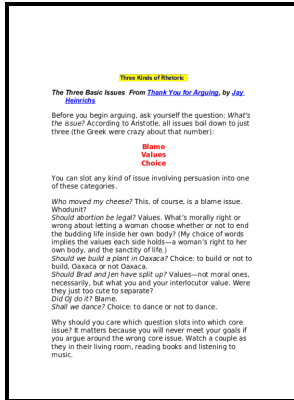 Three Kinds of Rhetoric
The Three Basic Issues  From Thank You for Arguing, by Jay
Heinrichs
Before you begin arguing, ask yourself the question: What's
the issue? According to Aristotle, all issues boil down to just
three (the Greek were crazy about that number):
Blame
Values
Choice
You can slot any kind of issue involving persuasion into one
of these categories.
Who moved my cheese? This, of course, is a blame issue.
Whodunit?
Should abortion be legal? Values. What's morally right or
wrong about letting a woman choose whether or not to end
the budding life inside her own body? (My choice of words
implies the values each side holds—a woman's right to her
own body, and the sanctity of life.)
Should we build a plant in Oaxaca? Choice: to build or not to
build, Oaxaca or not Oaxaca.
Should Brad and Jen have split up? Values—not moral ones,
necessarily, but what you and your interlocutor value. Were
they just too cute to separate?
Did OJ do it? Blame.
Shall we dance? Choice: to dance or not to dance.
Why should you care which question slots into which core
issue? It matters because you will never meet your goals if
you argue around the wrong core issue. Watch a couple as
they in their living room, reading books and listening to
music.